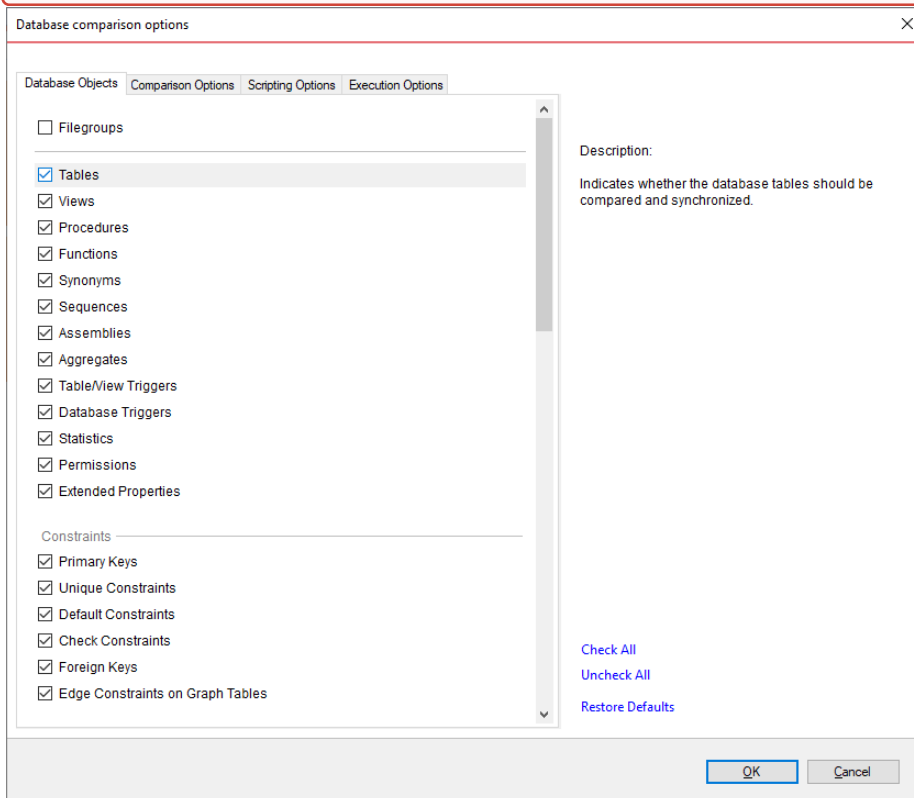 Database comparison options
Database Objects
Comparison Options
Scripting Options
Execution Options
Filegroups
Tables
Views
Procedures
Functions
Synonyms
Sequences
Assemblies
Aggregates
Table/View Triggers
Database Triggers
Statistics
Permissions
Extended Properties
Constraints
Primary Keys
Unique Constraints
Default Constraints
Check Constraints
Foreign Keys
Edge Constraints on Graph Tables
Description:
Indicates whether the database tables should be
compared and synchronized.
Check All
Uncheck All
Restore Defaults
OK
Cancel